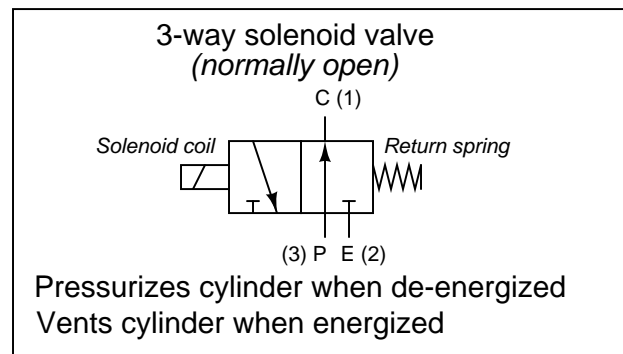 3-way solenoid valve
(normally open)
C (1)
Solenoid coil
Return spring
(3) P E (2)
Pressurizes cylinder when de-energized
Vents cylinder when energized